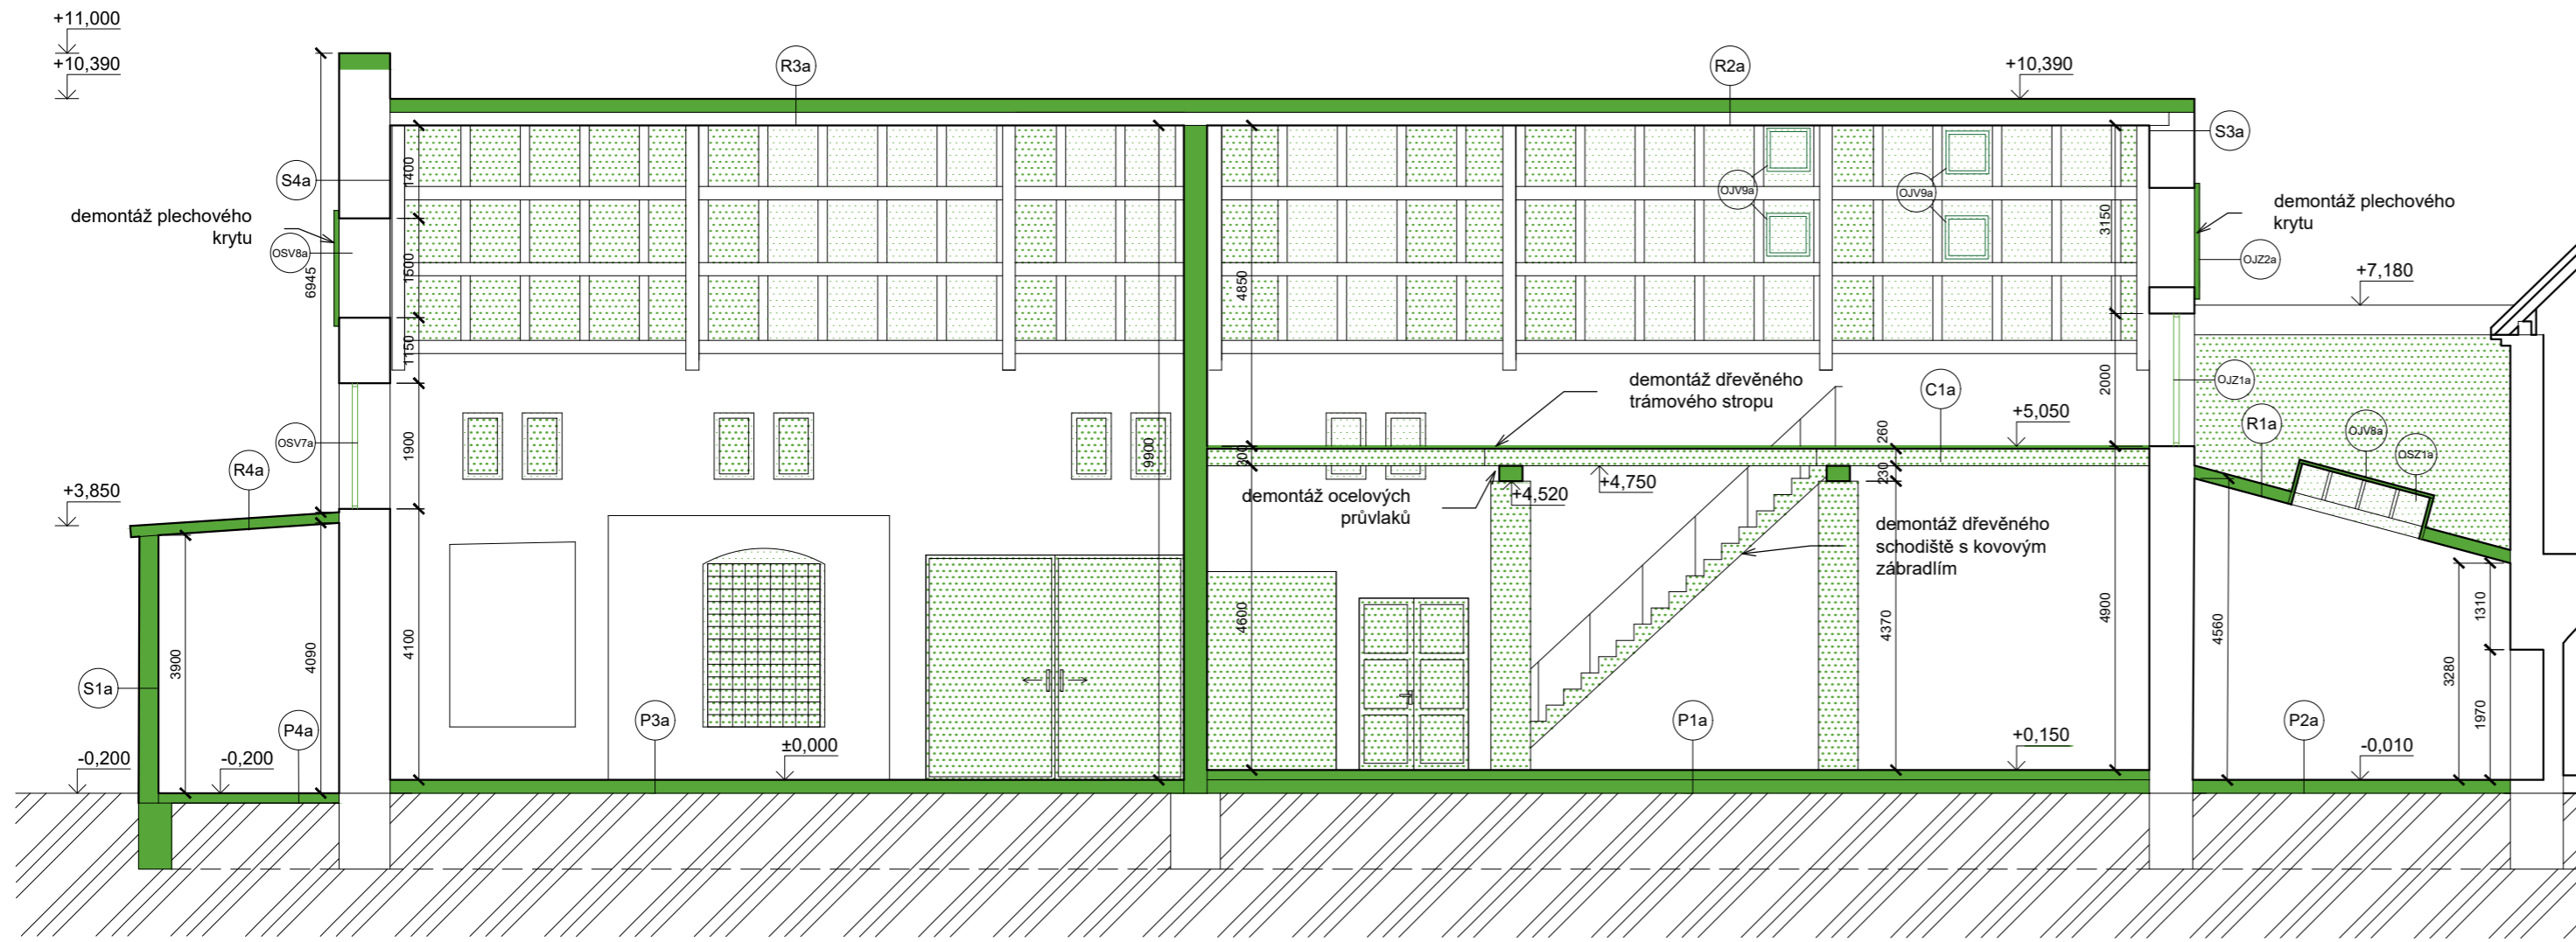 +11,000
+10,390
R3a
R2a
+10,390
S3a
S4a
1400
demontáž plechového
krytu
OSV8a
6945
1500
1150
4850
OJV9a
OJV9a
3150
demontáž plechového
krytu
OJZ2a
+7,180
OSV7a
1900
9900
R4a
+3,850
demontáž dřevěného
trámového stropu
C1a
2000
OJZ1a
+5,050
R1a
OJV8a
OSZ1a
300
260
230
+4,750
+4,520
demontáž ocelových
průvlaků
demontáž dřevěného
schodiště s kovovým
zábradlím
4100
4090
3900
4600
4370
4900
4560
3280
1310
1970
S1a
P4a
P3a
P1a
P2a
-0,200
-0,200
±0,000
+0,150
-0,010